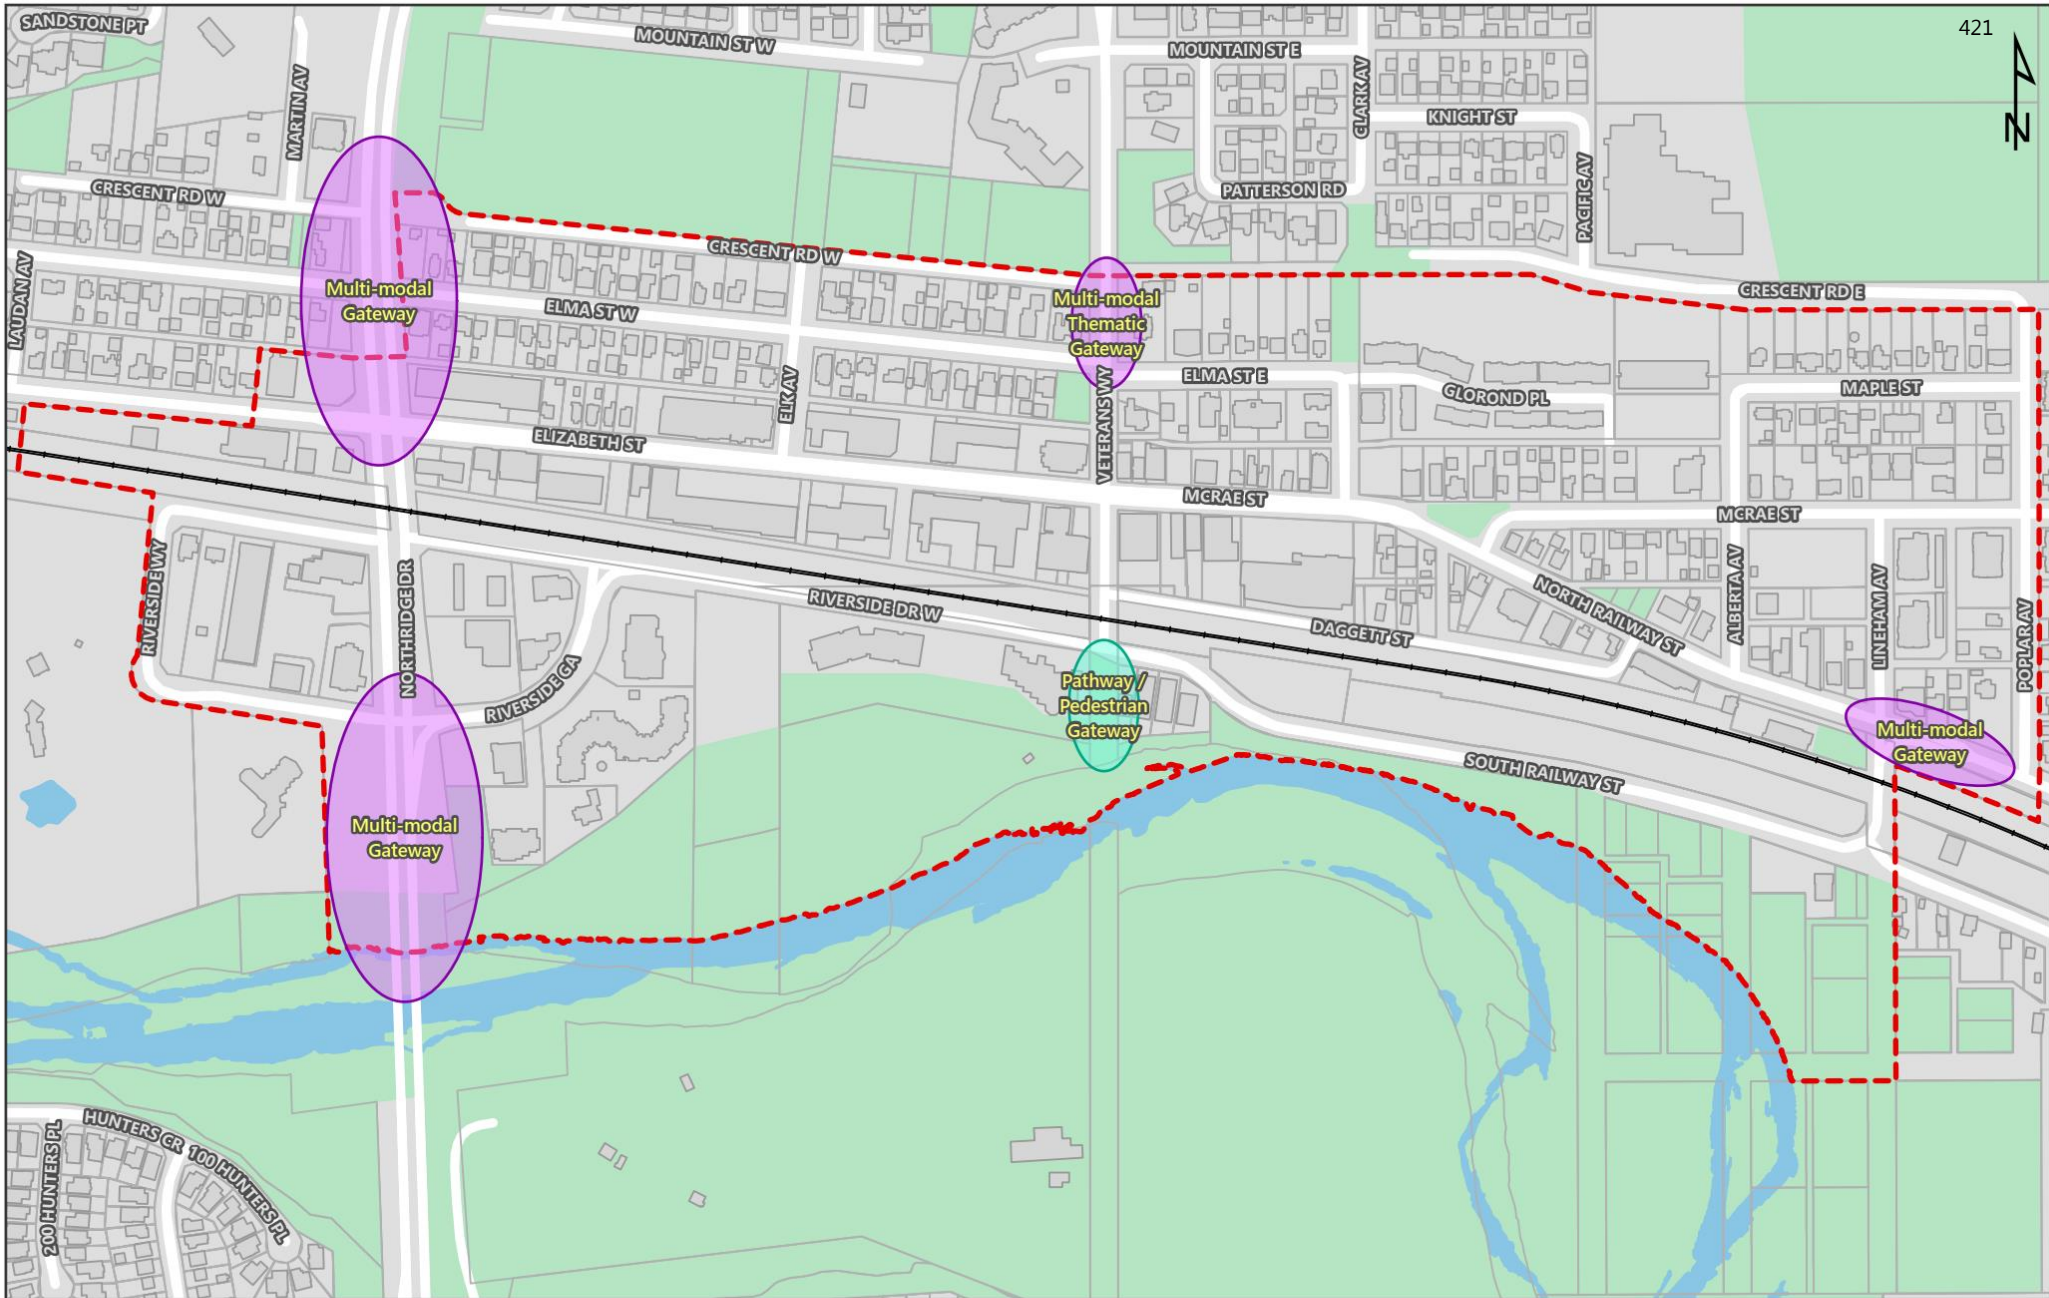 SANDSTONE PT
MOUNTAIN ST W
MOUNTAIN ST E
421
N
MARTIN AV
CLARK AV
KNIGHT ST
PACIFIC AV
PATTERSON RD
CRESCENT RD W
CRESCENT RD W
CRESCENT RD E
LAUDAN AV
Multi-modal
Gateway
ELMA ST W
Multi-modal
Thematic
Gateway
ELMA ST E
GLOROND PL
MAPLE ST
ELK AV
VETERANS WY
ELIZABETH ST
MCRAE ST
MCRAE ST
RIVERSIDE WY
NORTHRIDGE DR
RIVERSIDE DR W
DAGGETT ST
NORTH RAILWAY ST
ALBERTA AV
LINEHAM AV
POPLAR AV
RIVERSIDE GA
Pathway /
Pedestrian
Gateway
Multi-modal
Gateway
SOUTH RAILWAY ST
Multi-modal
Gateway
HUNTERS CR
100 HUNTERS PL
200 HUNTERS PL